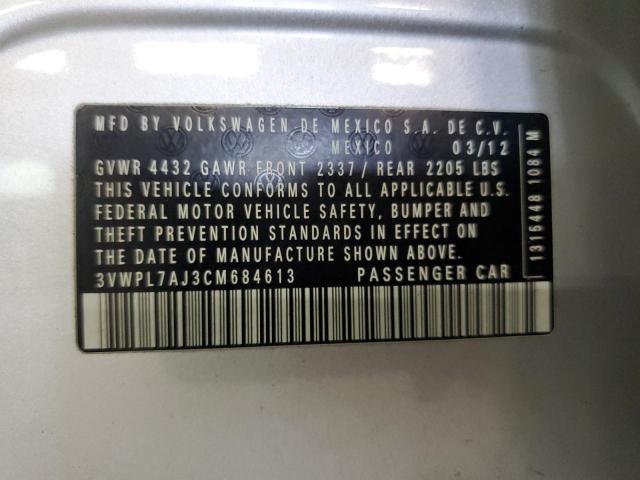 MFD BY VOLKSWAGEN DE MEXICO S.A. DE C.V.
MEXICO 03/12
GVWR 4432 GAWR FRONT 2337/ REAR 2205 LBS
THIS VEHICLE CONFORMS TO ALL APPLICABLE U.S.
FEDERAL MOTOR VEHICLE SAFETY, BUMPER AND
THEFT PREVENTION STANDARDS IN EFFECT ON
THE DATE OF MANUFACTURE SHOWN ABOVE.
3VWPL7AJ3CM684613 PASSENGER CAR
1315448 1084 M